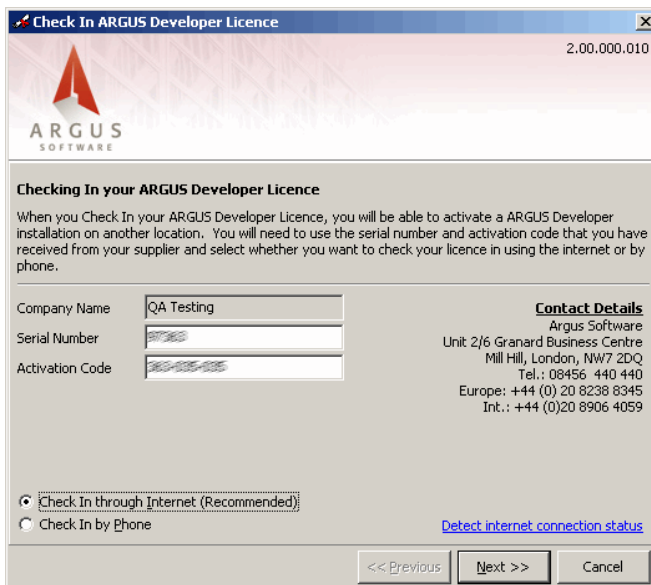 Check In ARGUS Developer Licence
2.00.000.010
ARGUS
SOFTWARE
Checking In your ARGUS Developer Licence
When you Check In your ARGUS Developer Licence, you will be able to activate a ARGUS Developer
installation on another location. You will need to use the serial number and activation code that you have
received from your supplier and select whether you want to check your licence in using the internet or by
phone.
Company Name
QA Testing
Serial Number
Activation Code
Contact Details
Argus Software
Unit 2/6 Granard Business Centre
Mill Hill, London, NW7 2DQ
Tel.: 08456 440 440
Europe: +44 (0) 20 8238 8345
Int.: +44 (0)20 8906 4059
Check In through Internet (Recommended)
Check In by Phone
Detect internet connection status
<< Previous
Next >>
Cancel